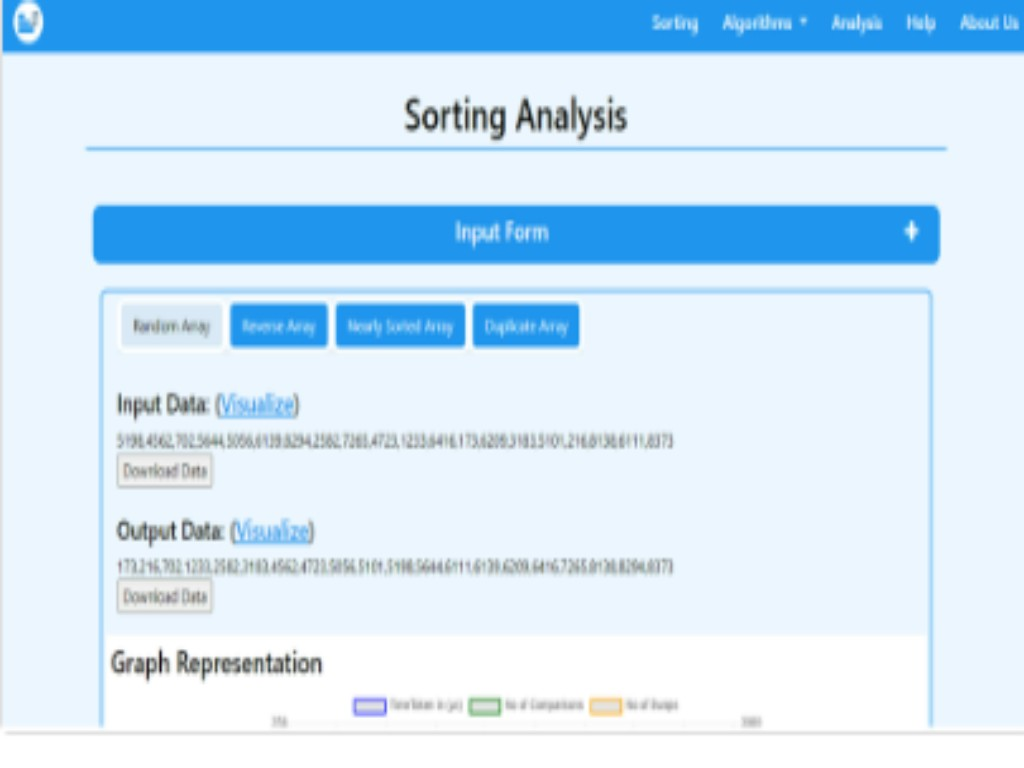 Sorting Algorithms Analysis Help About Us
Sorting Analysis
Input Form +
Random Array Reverse Array Nearly Sorted Array Duplicate Array
Input Data: (Visualize)
5198,4562,702,5644,5056,6139,8294,2582,7265,4723,1233,6416,173,6209,3183,5101,216,8138,6111,8373
Download Data
Output Data: (Visualize)
173,216,702,1233,2582,3183,4562,4723,5056,5101,5198,5644,6111,6139,6209,6416,7265,8138,8294,8373
Download Data
Graph Representation
Time Taken in (µs) No of Comparisons No of Swaps